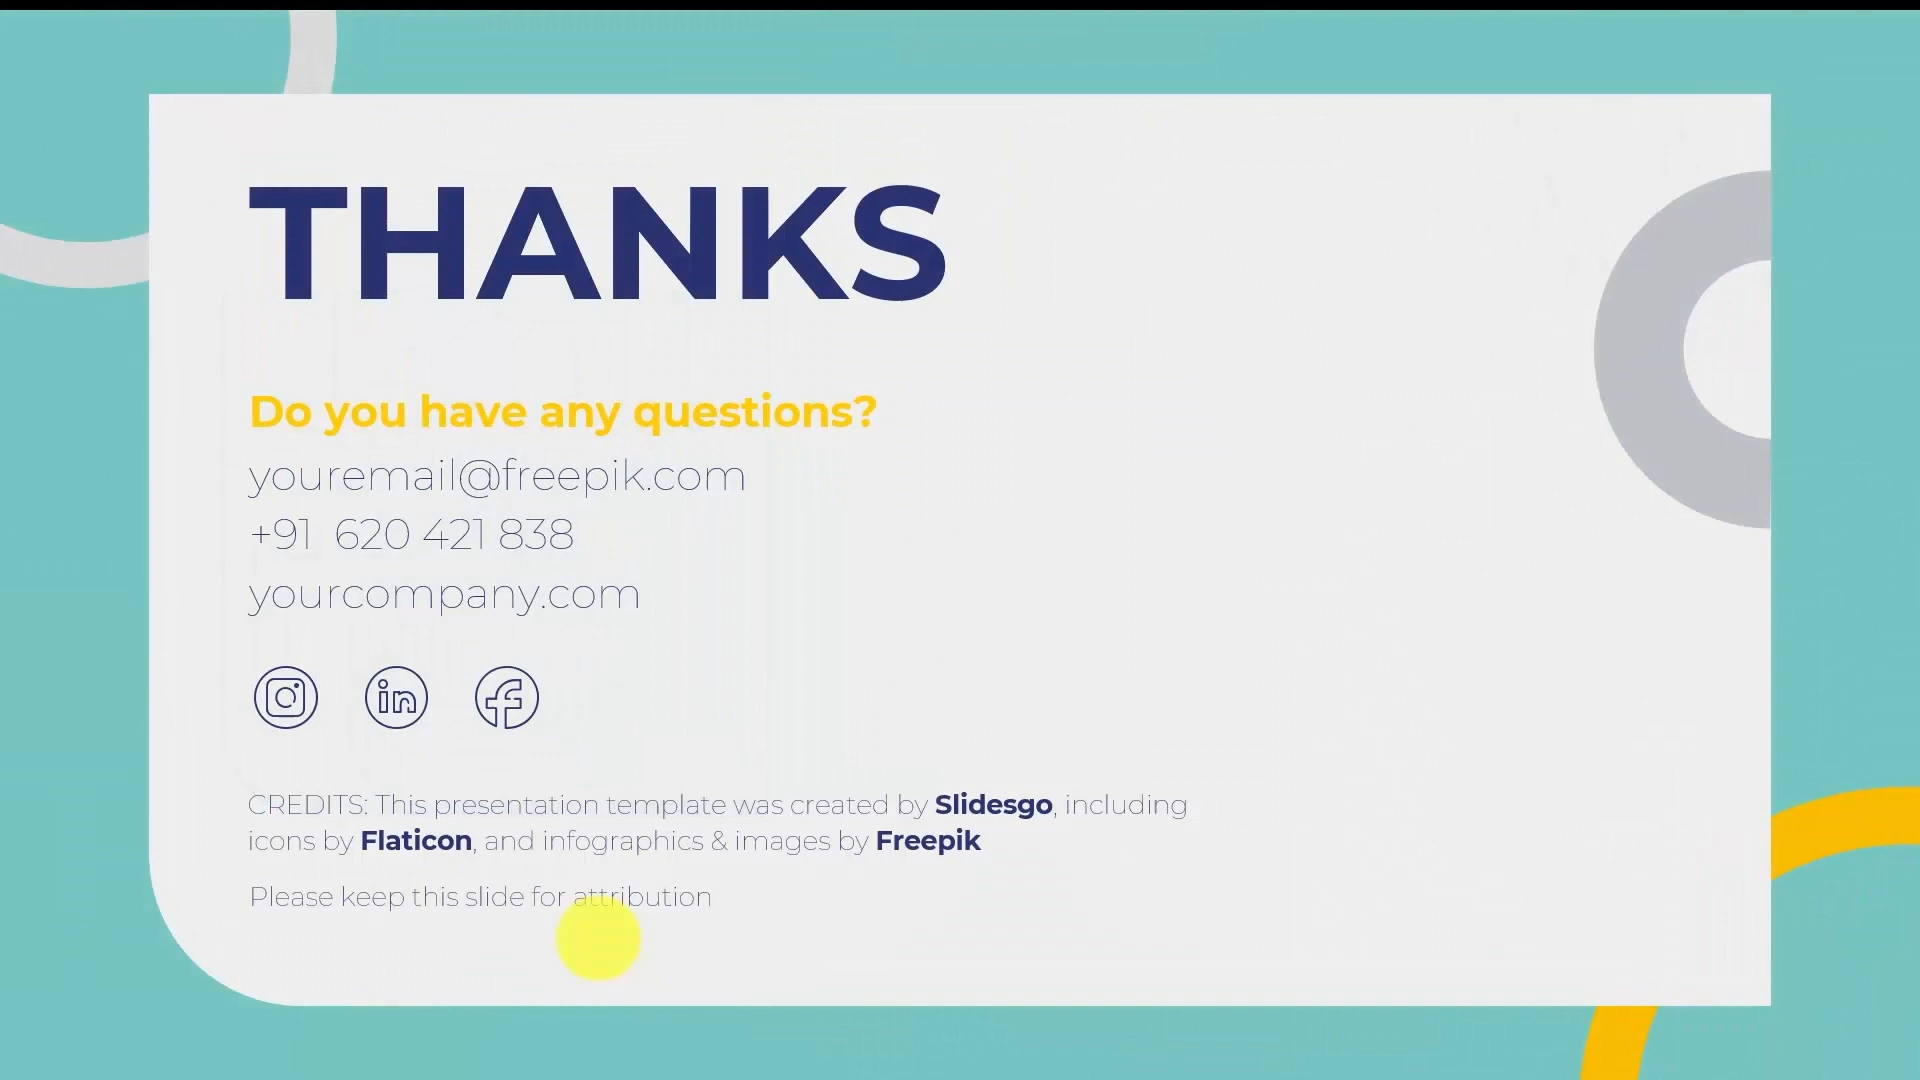 THANKS
Do you have any questions?
youremail@freepik.com
+91 620 421 838
yourcompany.com
in
CREDITS: This presentation template was created by Slidesgo, including
icons by Flaticon, and infographics & images by Freepik
Please keep this slide for attribution